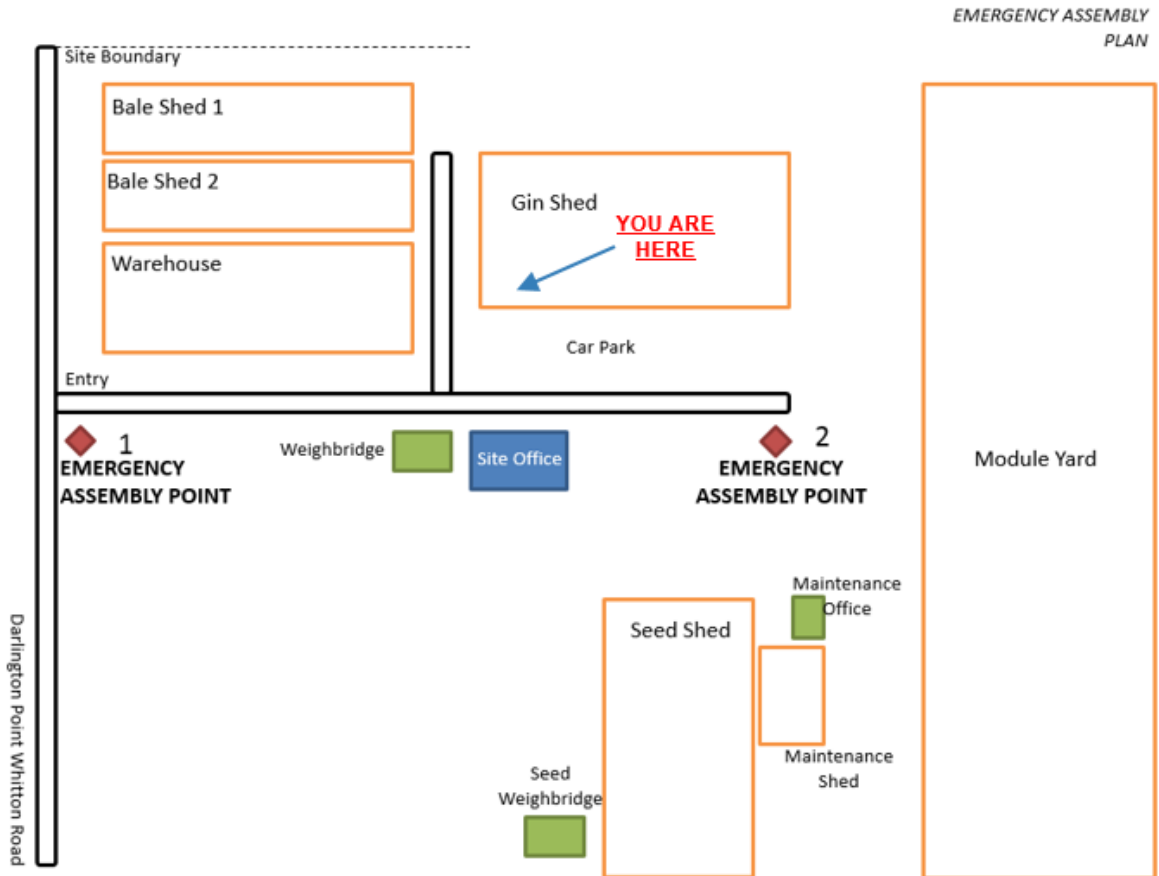 EMERGENCY ASSEMBLY
PLAN
Site Boundary
Bale Shed 1
Bale Shed 2
Gin Shed
YOU ARE
HERE
Warehouse
Car Park
Entry
1
EMERGENCY
ASSEMBLY POINT
Weighbridge
Site Office
2
EMERGENCY
ASSEMBLY POINT
Module Yard
Maintenance
Office
Seed Shed
Darlington Point Whitton Road
Maintenance
Shed
Seed
Weighbridge